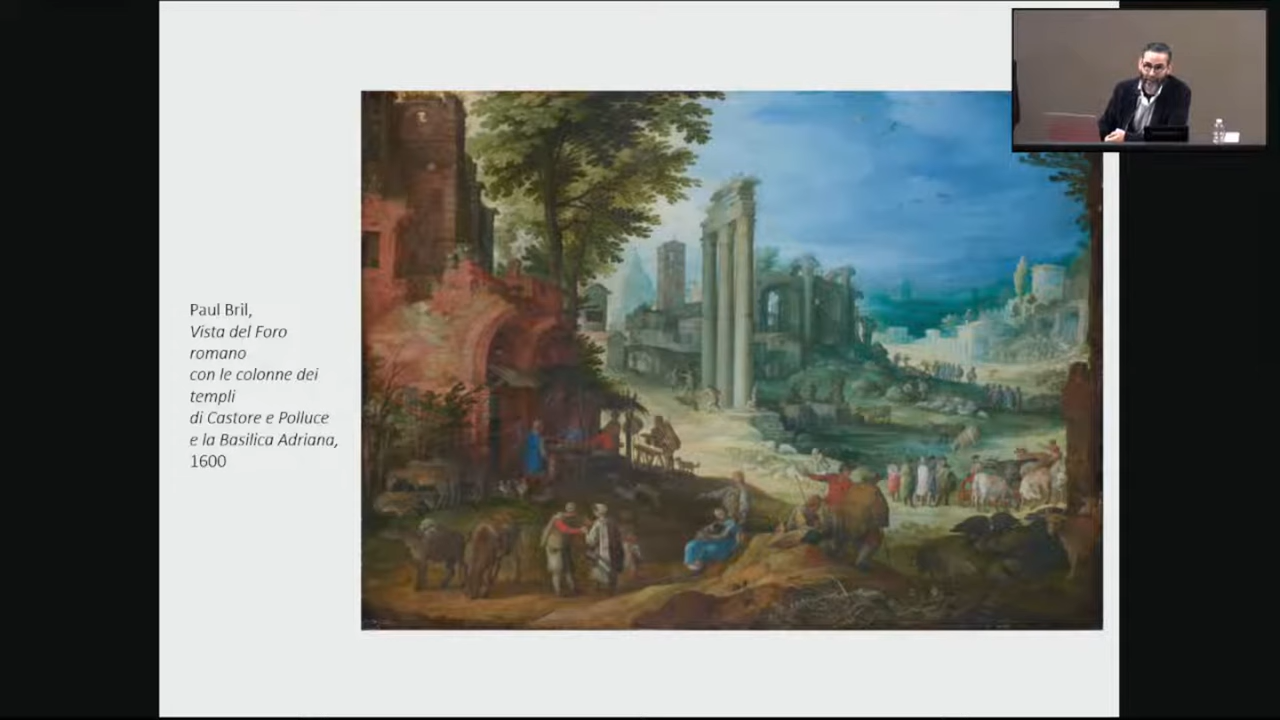 Paul Bril,
Vista del Foro
romano
con le colonne dei
templi
di Castore e Polluce
e la Basilica Adriana,
1600